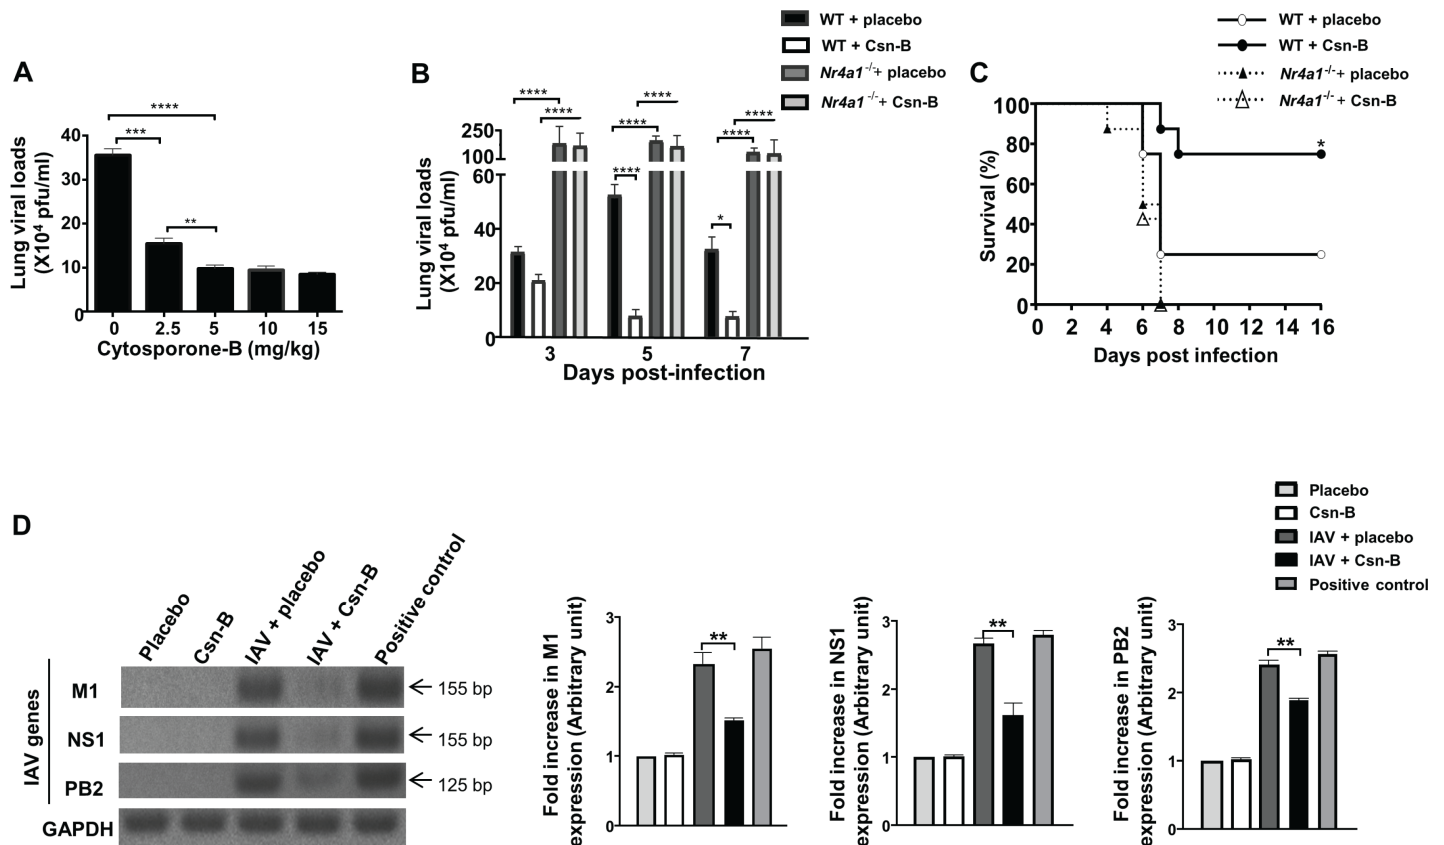 WT + placebo
WT + Csn-B
Nr4a1-/-+ placebo
Nr4a1-/-+ Csn-B
WT + placebo
WT + Csn-B
Nr4a1-/-+ placebo
Nr4a1-/- + Csn-B
A
****
***
**
Lung viral loads
(X10⁴ pfu/ml)
40
30
20
10
0
0 2.5 5 10 15
Cytosporone-B (mg/kg)
B
****
****
****
****
****
****
****
*
Lung viral loads
(X10⁴ pfu/ml)
250
100
60
40
20
0
3 5 7
Days post-infection
C
Survival (%)
100
80
60
40
20
0
*
0 2 4 6 8 10 12 14 16
Days post infection
D
Placebo
Csn-B
IAV + placebo
IAV + Csn-B
Positive control
IAV genes
M1
155 bp
NS1
155 bp
PB2
125 bp
GAPDH
Placebo
Csn-B
IAV + placebo
IAV + Csn-B
Positive control
Fold increase in M1
expression (Arbitrary unit)
3
2
1
0
**
Fold increase in NS1
expression (Arbitrary unit)
3
2
1
0
**
Fold increase in PB2
expression (Arbitrary unit)
3
2
1
0
**